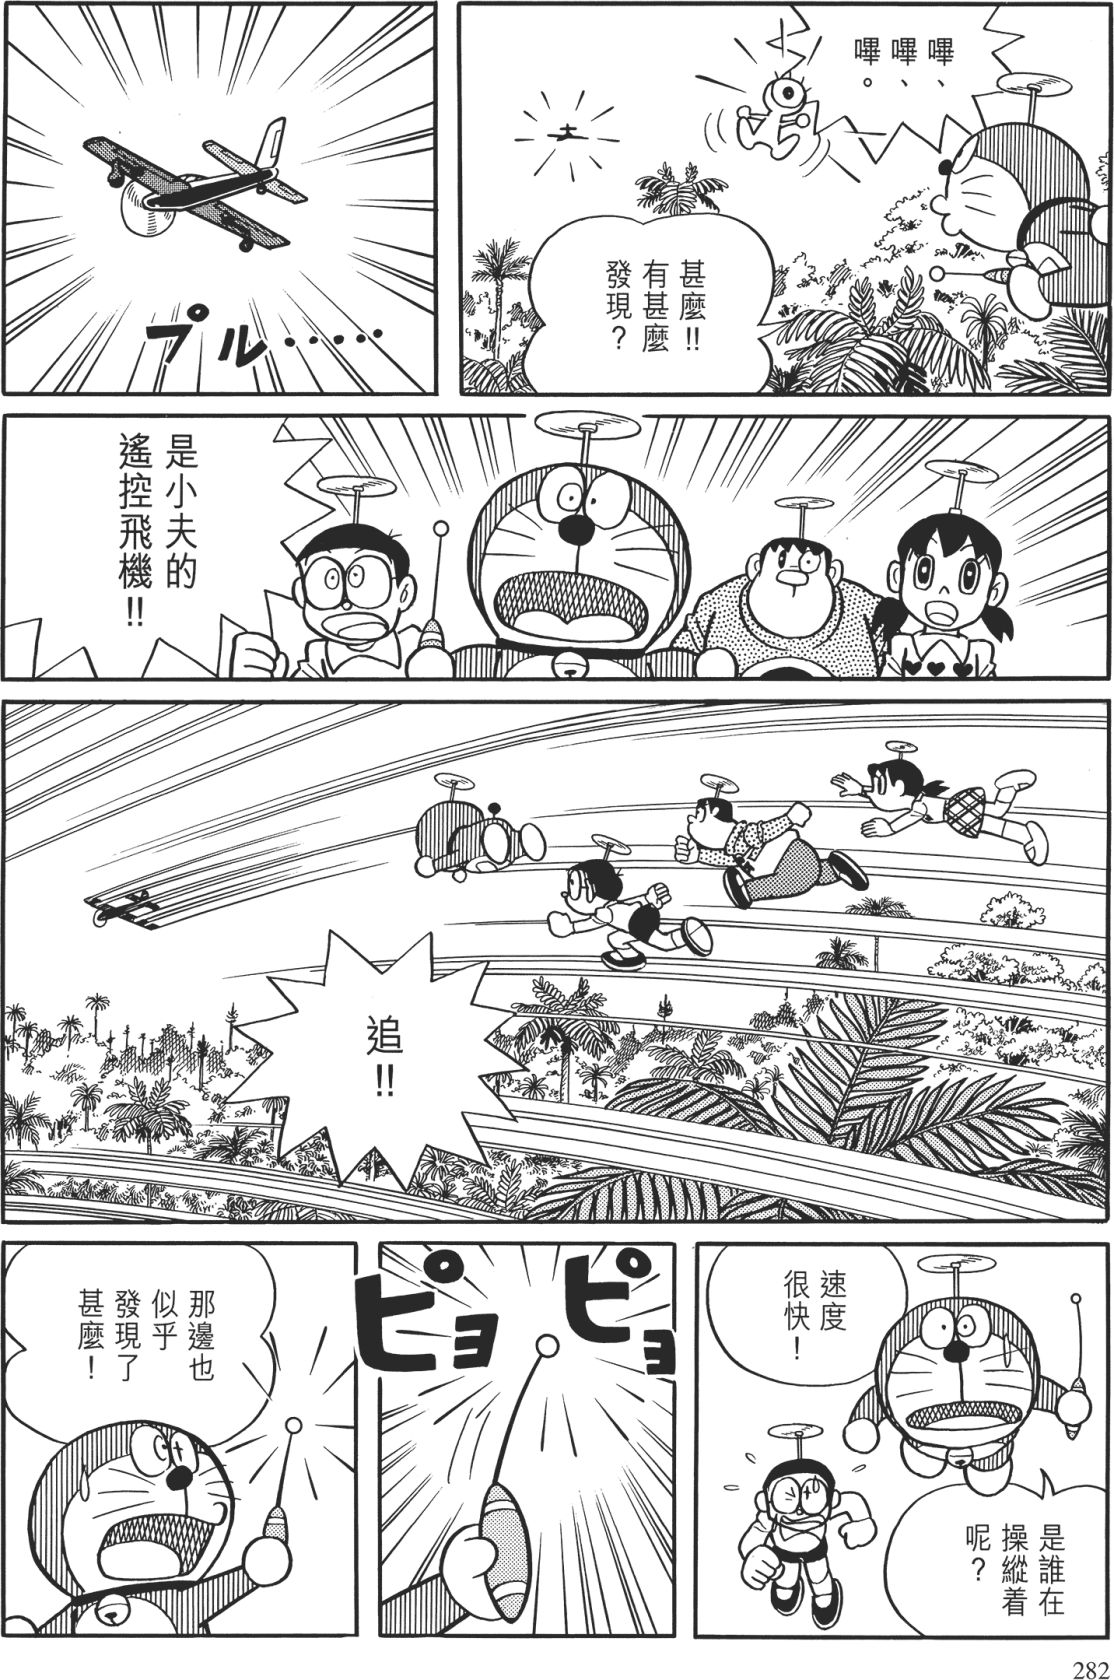 嗶、
嗶、
嗶。
甚麼!!
有甚麼
發現？
プル……
是小夫的
遙控飛機!!
追!!
速度
很快！
是誰在
操縱着
呢？
ピョ
ピョ
那邊也
似乎
發現了
甚麼！
282